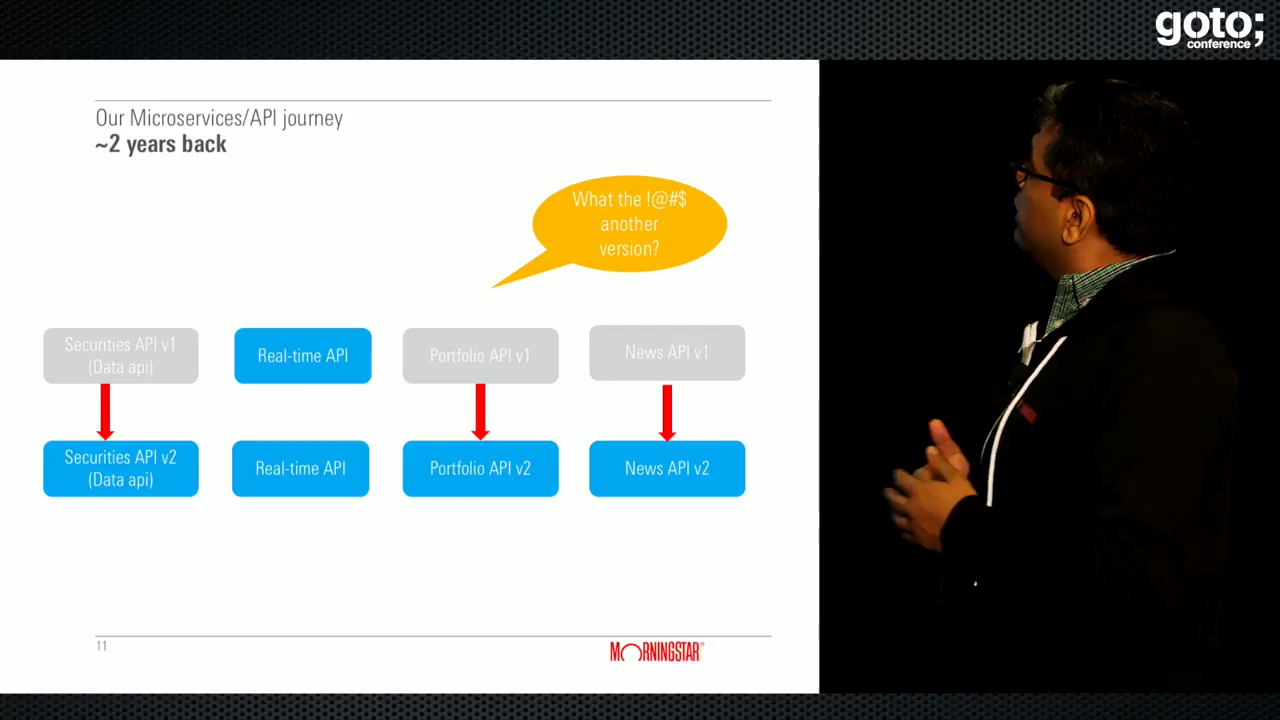 goto;
conference
Our Microservices/API journey
~2 years back
What the !@#$
another
version?
Securities API v1
(Data api)
Real-time API
Portfolio API v1
News API v1
Securities API v2
(Data api)
Real-time API
Portfolio API v2
News API v2
11
MORNINGSTAR®